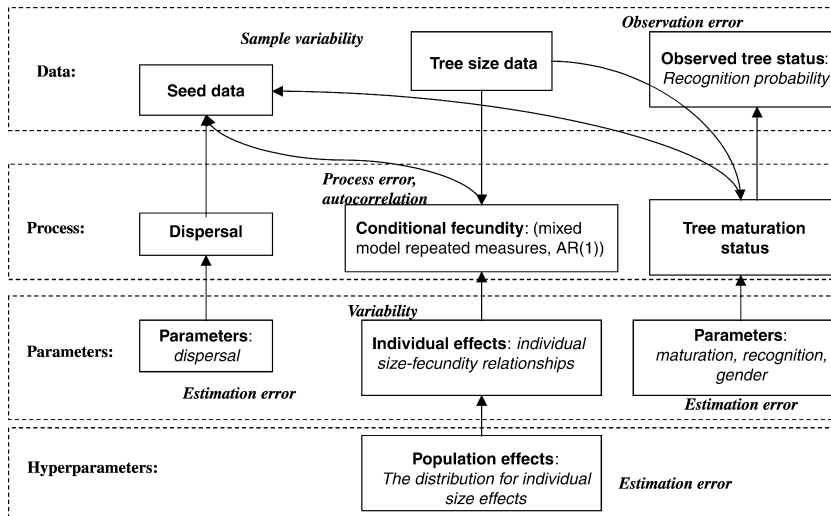 Observation error
Sample variability
Data:
Seed data
Tree size data
Observed tree status:
Recognition probability
Process error,
autocorrelation
Process:
Dispersal
Conditional fecundity: (mixed
model repeated measures, AR(1))
Tree maturation
status
Variability
Parameters:
Parameters:
dispersal
Individual effects: individual
size-fecundity relationships
Parameters:
maturation, recognition,
gender
Estimation error
Estimation error
Hyperparameters:
Population effects:
The distribution for individual
size effects
Estimation error